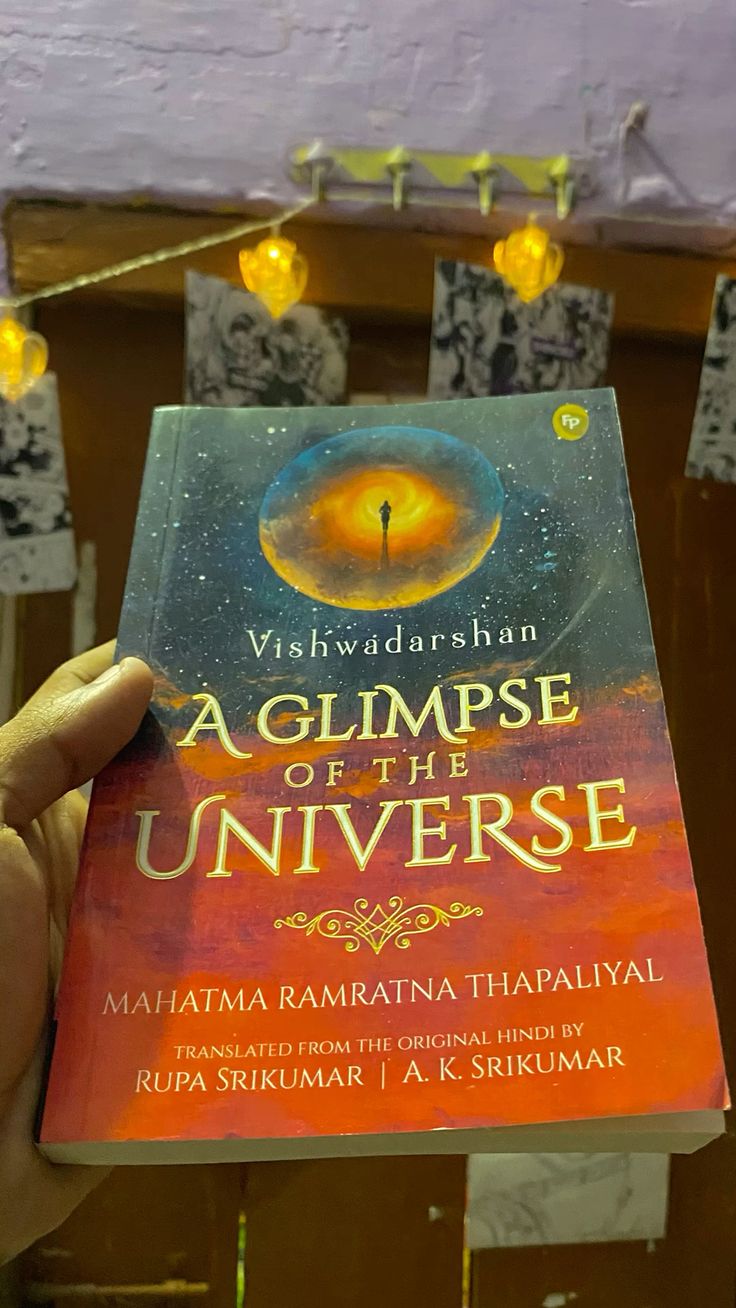 FP
Vishwadarshan
A GLIMPSE
OF THE
UNIVERSE
MAHATMA RAMRATNA THAPALIYAL
TRANSLATED FROM THE ORIGINAL HINDI BY
RUPA SRIKUMAR | A. K. SRIKUMAR